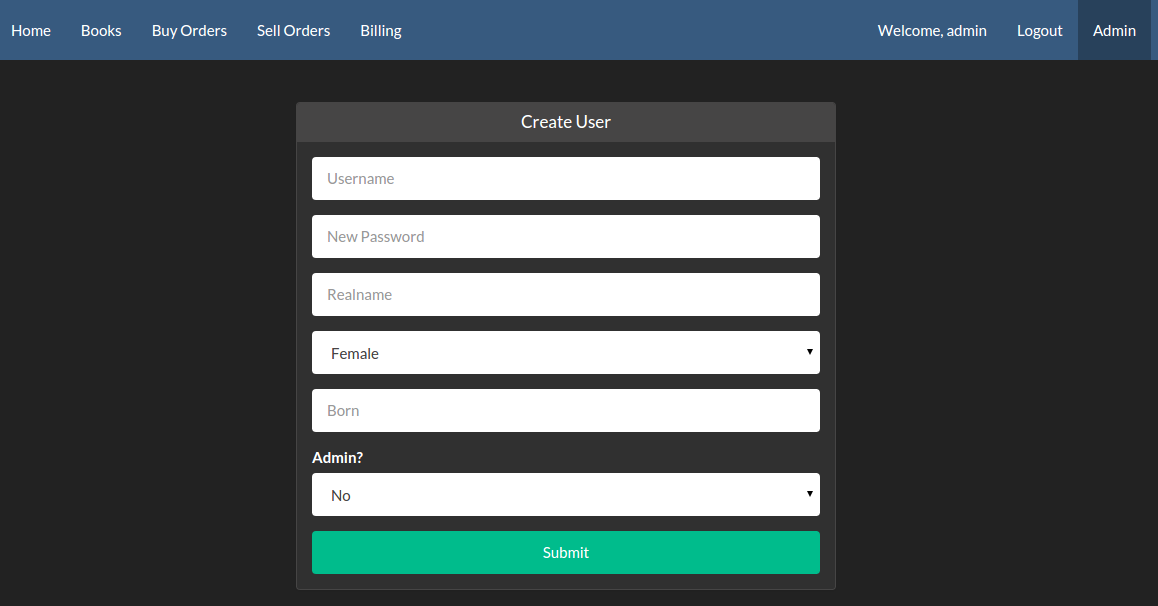 Home Books Buy Orders Sell Orders Billing Welcome, admin Logout Admin
Create User
Username
New Password
Realname
Female
Born
Admin?
No
Submit